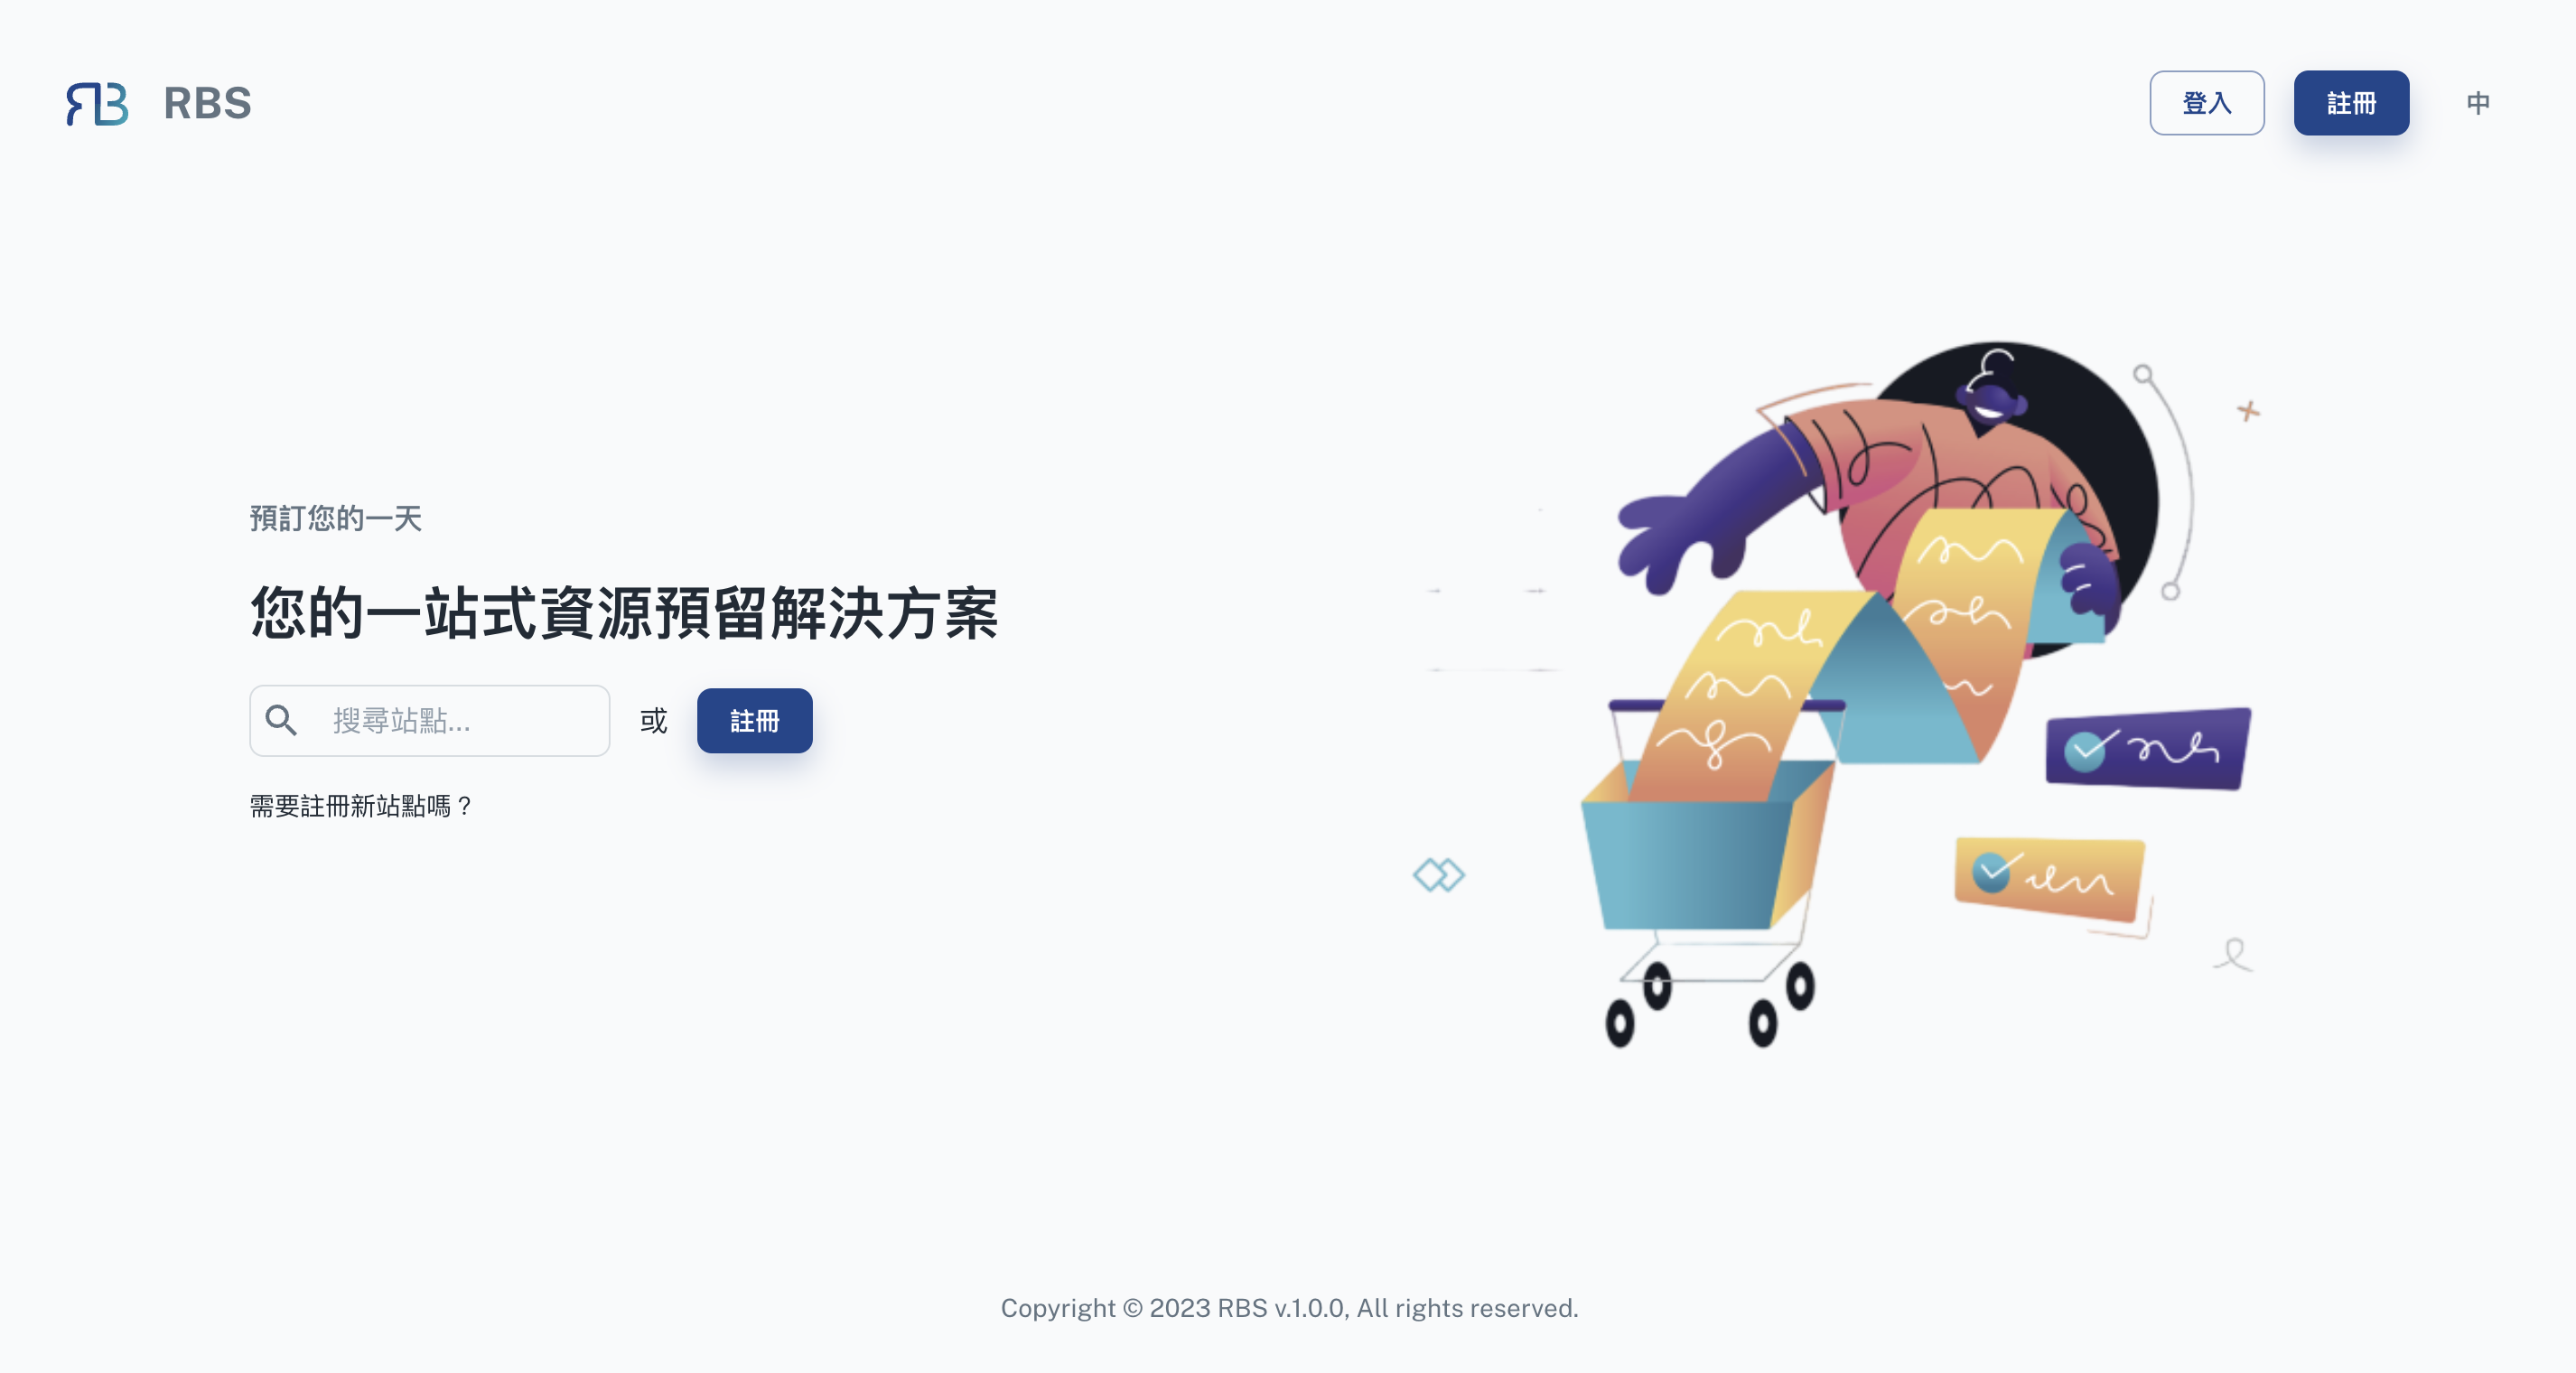 RBS
登入
註冊
中
預訂您的一天
您的一站式資源預留解決方案
搜尋站點...
或
註冊
需要註冊新站點嗎？
Copyright © 2023 RBS v.1.0.0, All rights reserved.